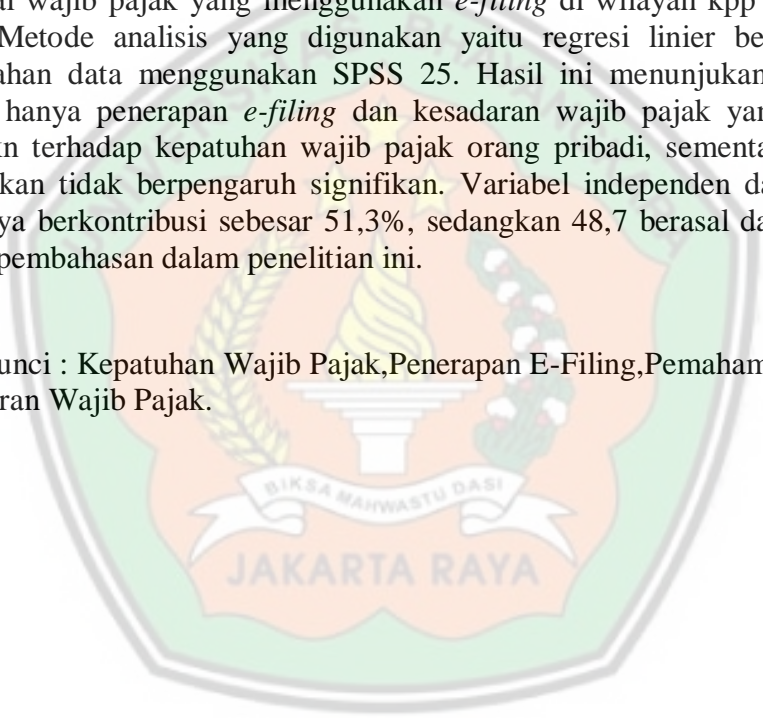 wajib pajak yang menggunakan e-filing di wilayah kpp
Metode analisis yang digunakan yaitu regresi linier be
ahan data menggunakan SPSS 25. Hasil ini menunjukan
hanya penerapan e-filing dan kesadaran wajib pajak yan
n terhadap kepatuhan wajib pajak orang pribadi, sementa
kan tidak berpengaruh signifikan. Variabel independen da
ya berkontribusi sebesar 51,3%, sedangkan 48,7 berasal da
pembahasan dalam penelitian ini.
unci : Kepatuhan Wajib Pajak,Penerapan E-Filing,Pemaham
ran Wajib Pajak.
BIKSA MAHWASTU DASI
JAKARTA RAYA